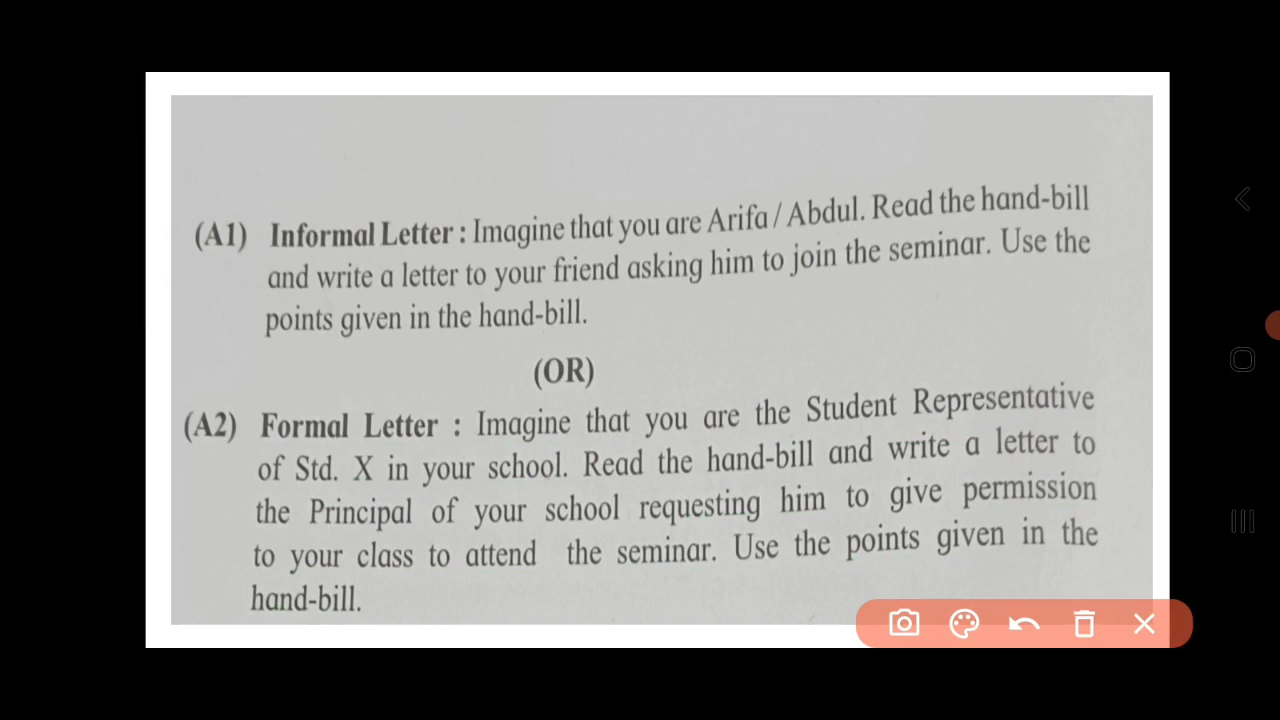 (A1) Informal Letter : Imagine that you are Arifa / Abdul. Read the hand-bill
and write a letter to your friend asking him to join the seminar. Use the
points given in the hand-bill.
(OR)
(A2) Formal Letter : Imagine that you are the Student Representative
of Std. X in your school. Read the hand-bill and write a letter to
the Principal of your school requesting him to give permission
to your class to attend the seminar. Use the points given in the
hand-bill.